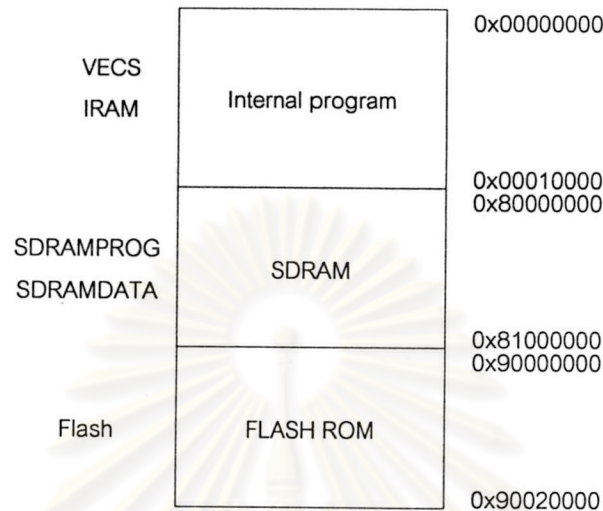 0x00000000
VECS
IRAM
Internal program
0x00010000
0x80000000
SDRAMPROG
SDRAMDATA
SDRAM
0x81000000
0x90000000
Flash
FLASH ROM
0x90020000